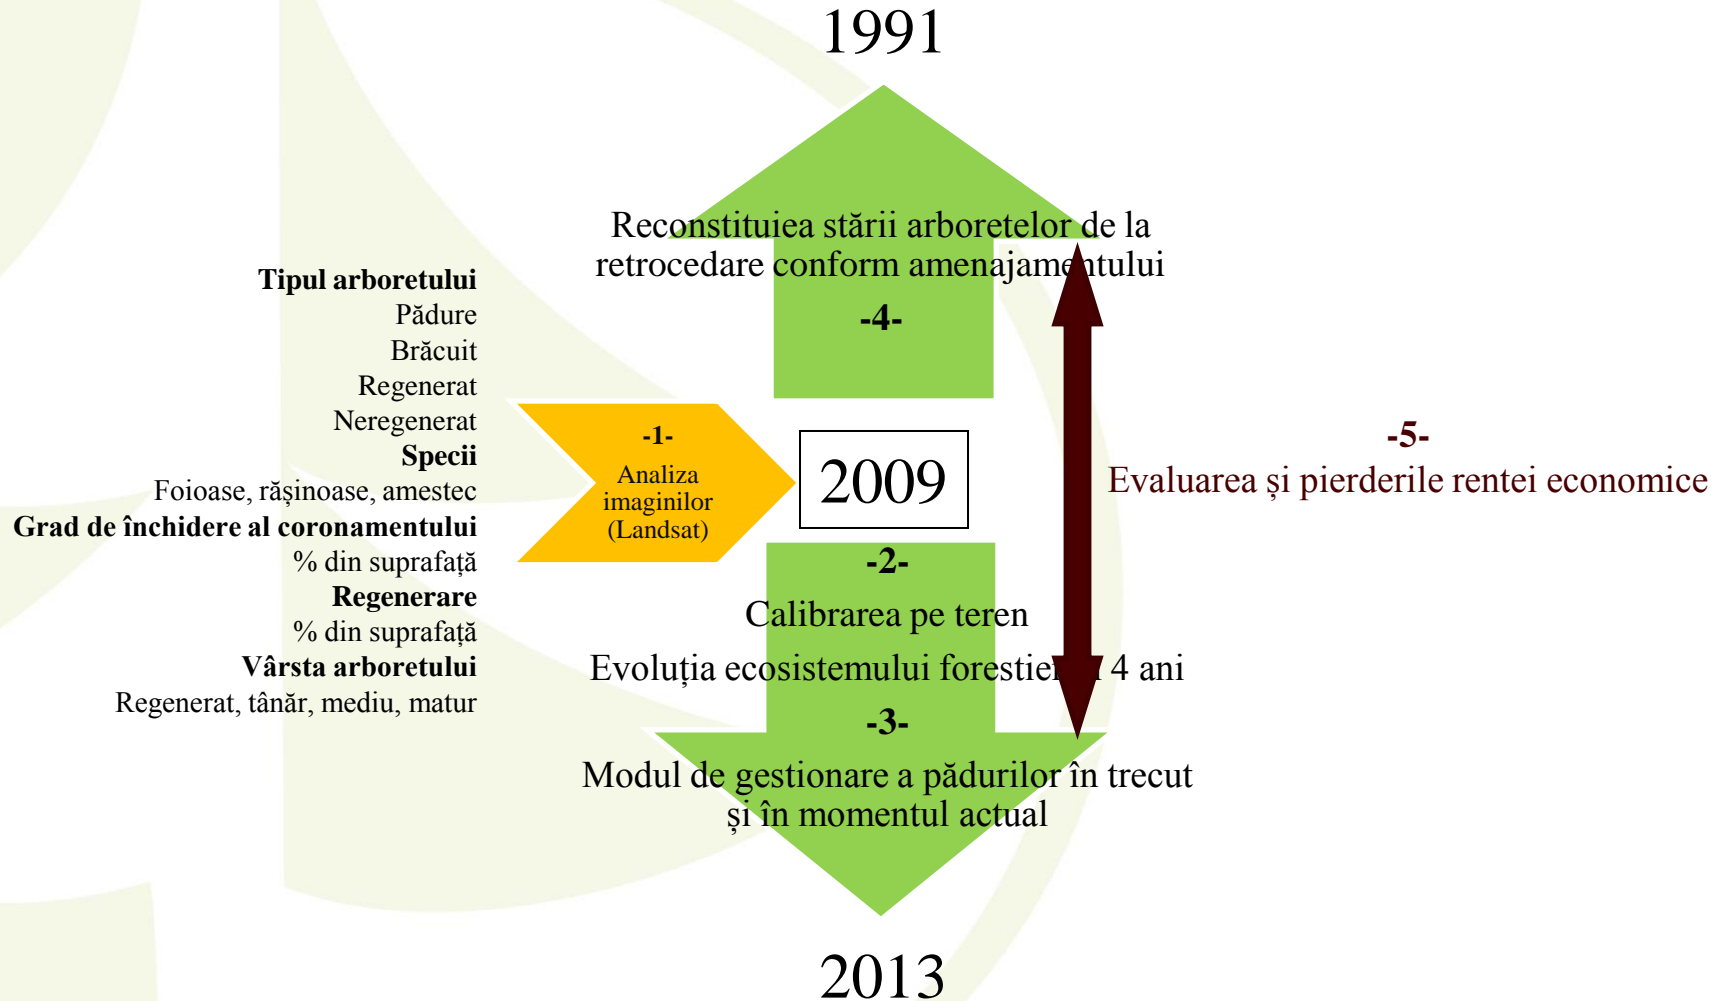 1991
Reconstituiea stării arboretelor de la
retrocedare conform amenajamentului
-4-
Tipul arboretului
Pădure
Brăcuit
Regenerat
Neregenerat
Specii
Foioase, rășinoase, amestec
Grad de închidere al coronamentului
% din suprafață
Regenerare
% din suprafață
Vârsta arboretului
Regenerat, tânăr, mediu, matur
-1-
Analiza
imaginilor
(Landsat)
2009
-5-
Evaluarea și pierderile rentei economice
-2-
Calibrarea pe teren
Evoluția ecosistemului forestier 4 ani
-3-
Modul de gestionare a pădurilor în trecut
și în momentul actual
2013